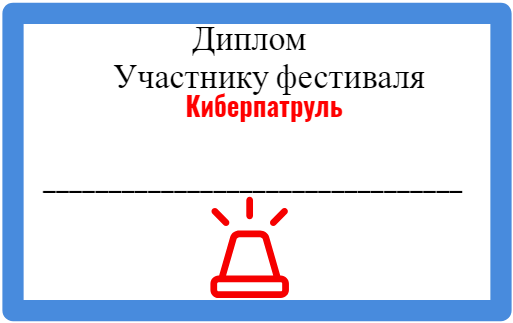 Диплом
Участнику фестиваля
Киберпатруль